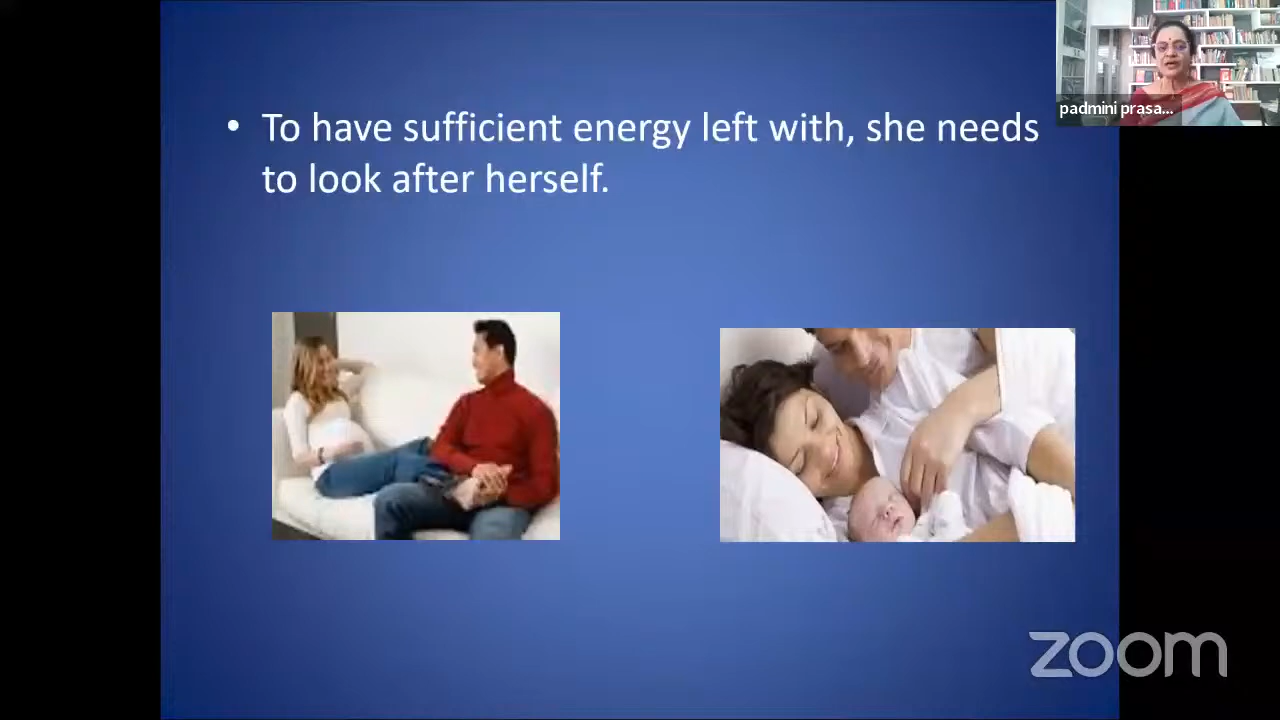 • To have sufficient energy left with, she needs
to look after herself.
padmini prasa...
zoom